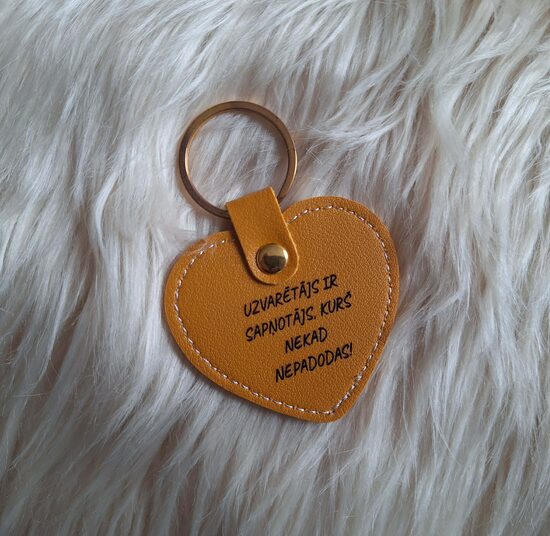 UZVARĒTĀJS IR
SAPŅOTĀJS, KURŠ
NEKAD
NEPADODAS!